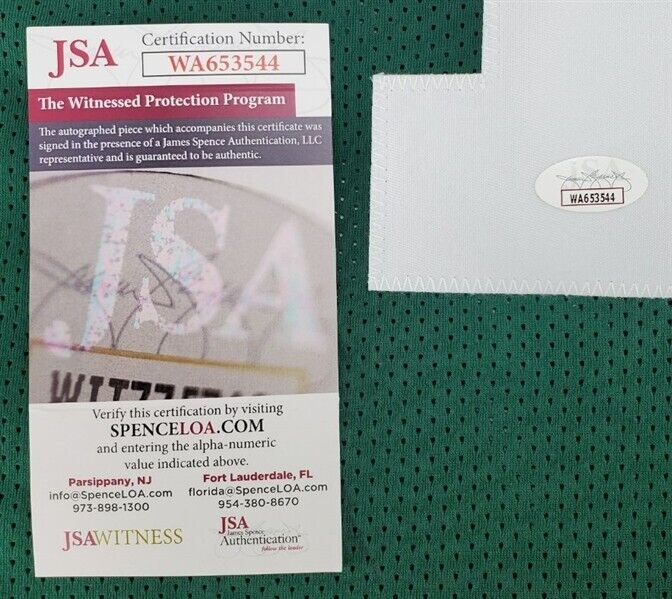 JSA
Certification Number:
WA653544
The Witnessed Protection Program
The autographed piece which accompanies this certificate was
signed in the presence of a James Spence Authentication, LLC
representative and is guaranteed to be authentic.
JSA
Verify this certification by visiting
SPENCELOA.COM
and entering the alpha-numeric
value indicated above.
Parsippany, NJ
info@SpenceLOA.com
973-898-1300
Fort Lauderdale, FL
florida@SpenceLOA.com
954-380-8670
JSAWITNESS
JSA
James Spence
Authentication
follow the leader
JSA
WA653544